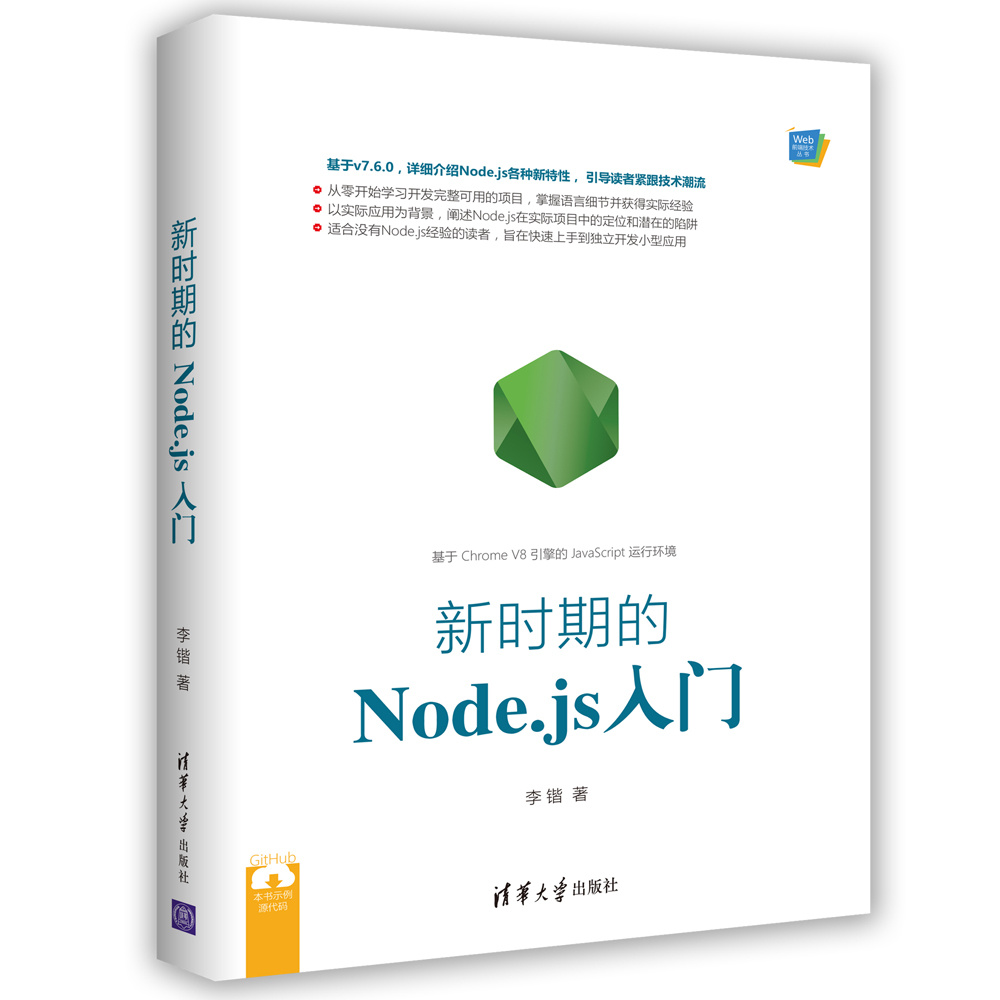 Web
前端技术
丛书
基于v7.6.0，详细介绍Node.js各种新特性，引导读者紧跟技术潮流
从零开始学习开发完整可用的项目，掌握语言细节并获得实际经验
以实际应用为背景，阐述Node.js在实际项目中的定位和潜在的陷阱
适合没有Node.js经验的读者，旨在快速上手到独立开发小型应用
基于 Chrome V8 引擎的 JavaScript 运行环境
新时期的
Node.js入门
李锴 著
清华大学出版社
GitHub
本书示例
源代码
新时期的 Node.js 入门
李锴 著
清华大学出版社